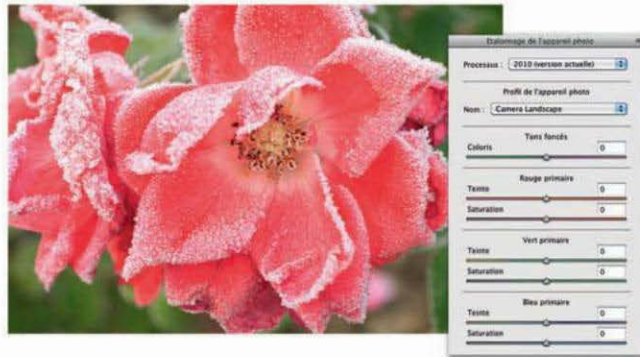 Etalonnage de l'appareil photo
Processus : 2010 (version actuelle)
Profil de l'appareil photo
Nom : Camera Landscape
Tons foncés
Coloris 0
Rouge primaire
Teinte 0
Saturation 0
Vert primaire
Teinte 0
Saturation 0
Bleu primaire
Teinte 0
Saturation 0